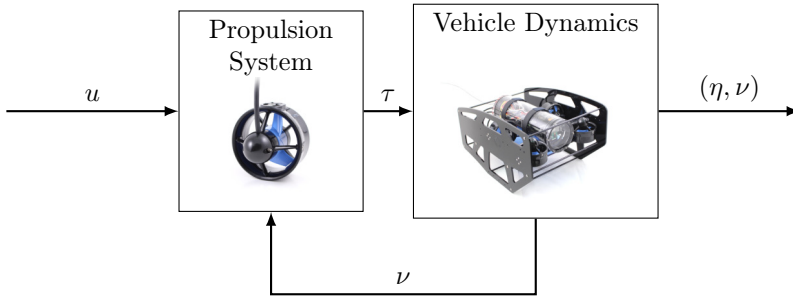 Propulsion
System
Vehicle Dynamics
u
τ
(η, ν)
ν